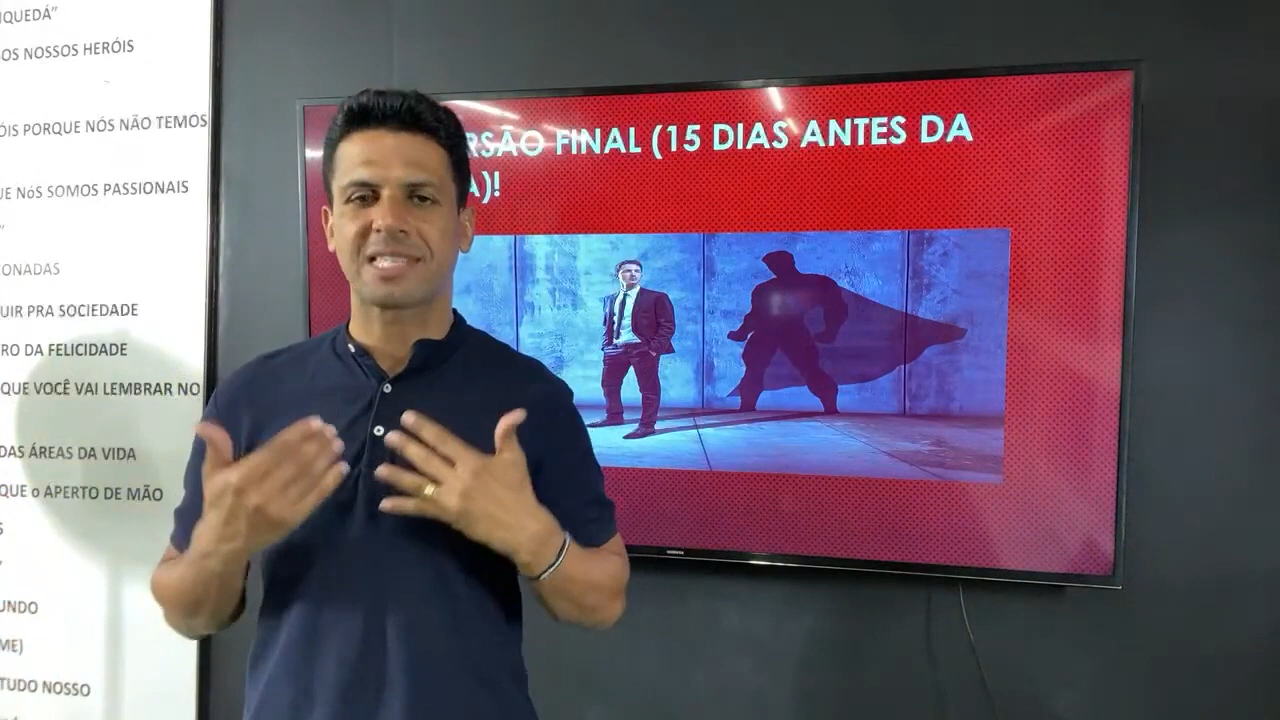 IQUEDÁ”
OS NOSSOS HERÓIS
ÓIS PORQUE NÓS NÃO TEMOS
UE NóS SOMOS PASSIONAIS
”
ONADAS
UIR PRA SOCIEDADE
RO DA FELICIDADE
QUE VOCÊ VAI LEMBRAR NO
DAS ÁREAS DA VIDA
QUE o APERTO DE MÃO
S
UNDO
ME)
TUDO NOSSO
RSÃO FINAL (15 DIAS ANTES DA
A)!